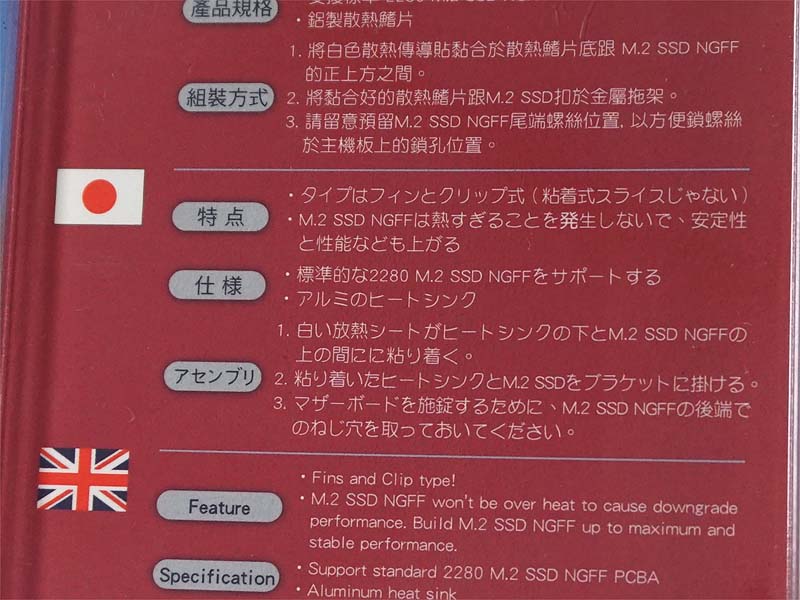 產品規格
・鋁製散熱鰭片
1. 將白色散熱傳導貼黏合於散熱鰭片底跟 M.2 SSD NGFF
的正上方之間。
組裝方式
2. 將黏合好的散熱鰭片跟M.2 SSD扣於金屬拖架。
3. 請留意預留M.2 SSD NGFF尾端螺絲位置, 以方便鎖螺絲
於主機板上的鎖孔位置。
特点
・タイプはフィンとクリップ式 ( 粘着式スライスじゃない )
・M.2 SSD NGFFは熱すぎることを発生しないで、安定性
と性能なども上がる
仕様
・標準的な2280 M.2 SSD NGFFをサポートする
・アルミのヒートシンク
1. 白い放熱シートがヒートシンクの下とM.2 SSD NGFFの
上の間にに粘り着く。
アセンブリ
2. 粘り着いたヒートシンクとM.2 SSDをブラケットに掛ける。
3. マザーボードを施錠するために、M.2 SSD NGFFの後端で
のねじ穴を取っておいてください。
・Fins and Clip type!
Feature
・M.2 SSD NGFF won't be over heat to cause downgrade
performance. Build M.2 SSD NGFF up to maximum and
stable performance.
Specification
・Support standard 2280 M.2 SSD NGFF PCBA
・Aluminum heat sink